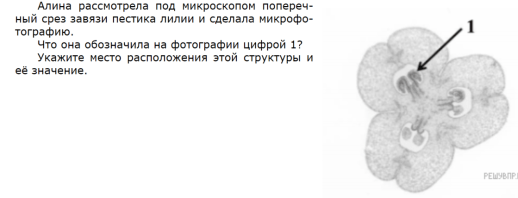 Алина рассмотрела под микроскопом попереч-
ный срез завязи пестика лилии и сделала микрофо-
тографию.
Что она обозначила на фотографии цифрой 1?
Укажите место расположения этой структуры и
её значение.
1
РЕШУВПР.